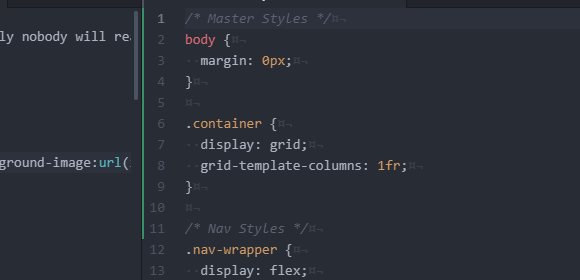 ly nobody will rea
ground-image:url(
1 /* Master Styles */¤¬
2 body {¤¬
3 ··margin: 0px;¤¬
4 }¤¬
5 ¤¬
6 .container {¤¬
7 ··display: grid;¤¬
8 ··grid-template-columns: 1fr;¤¬
9 }¤¬
10 ¤¬
11 /* Nav Styles */¤¬
12 .nav-wrapper {¤¬
13 ··display: flex;¤¬